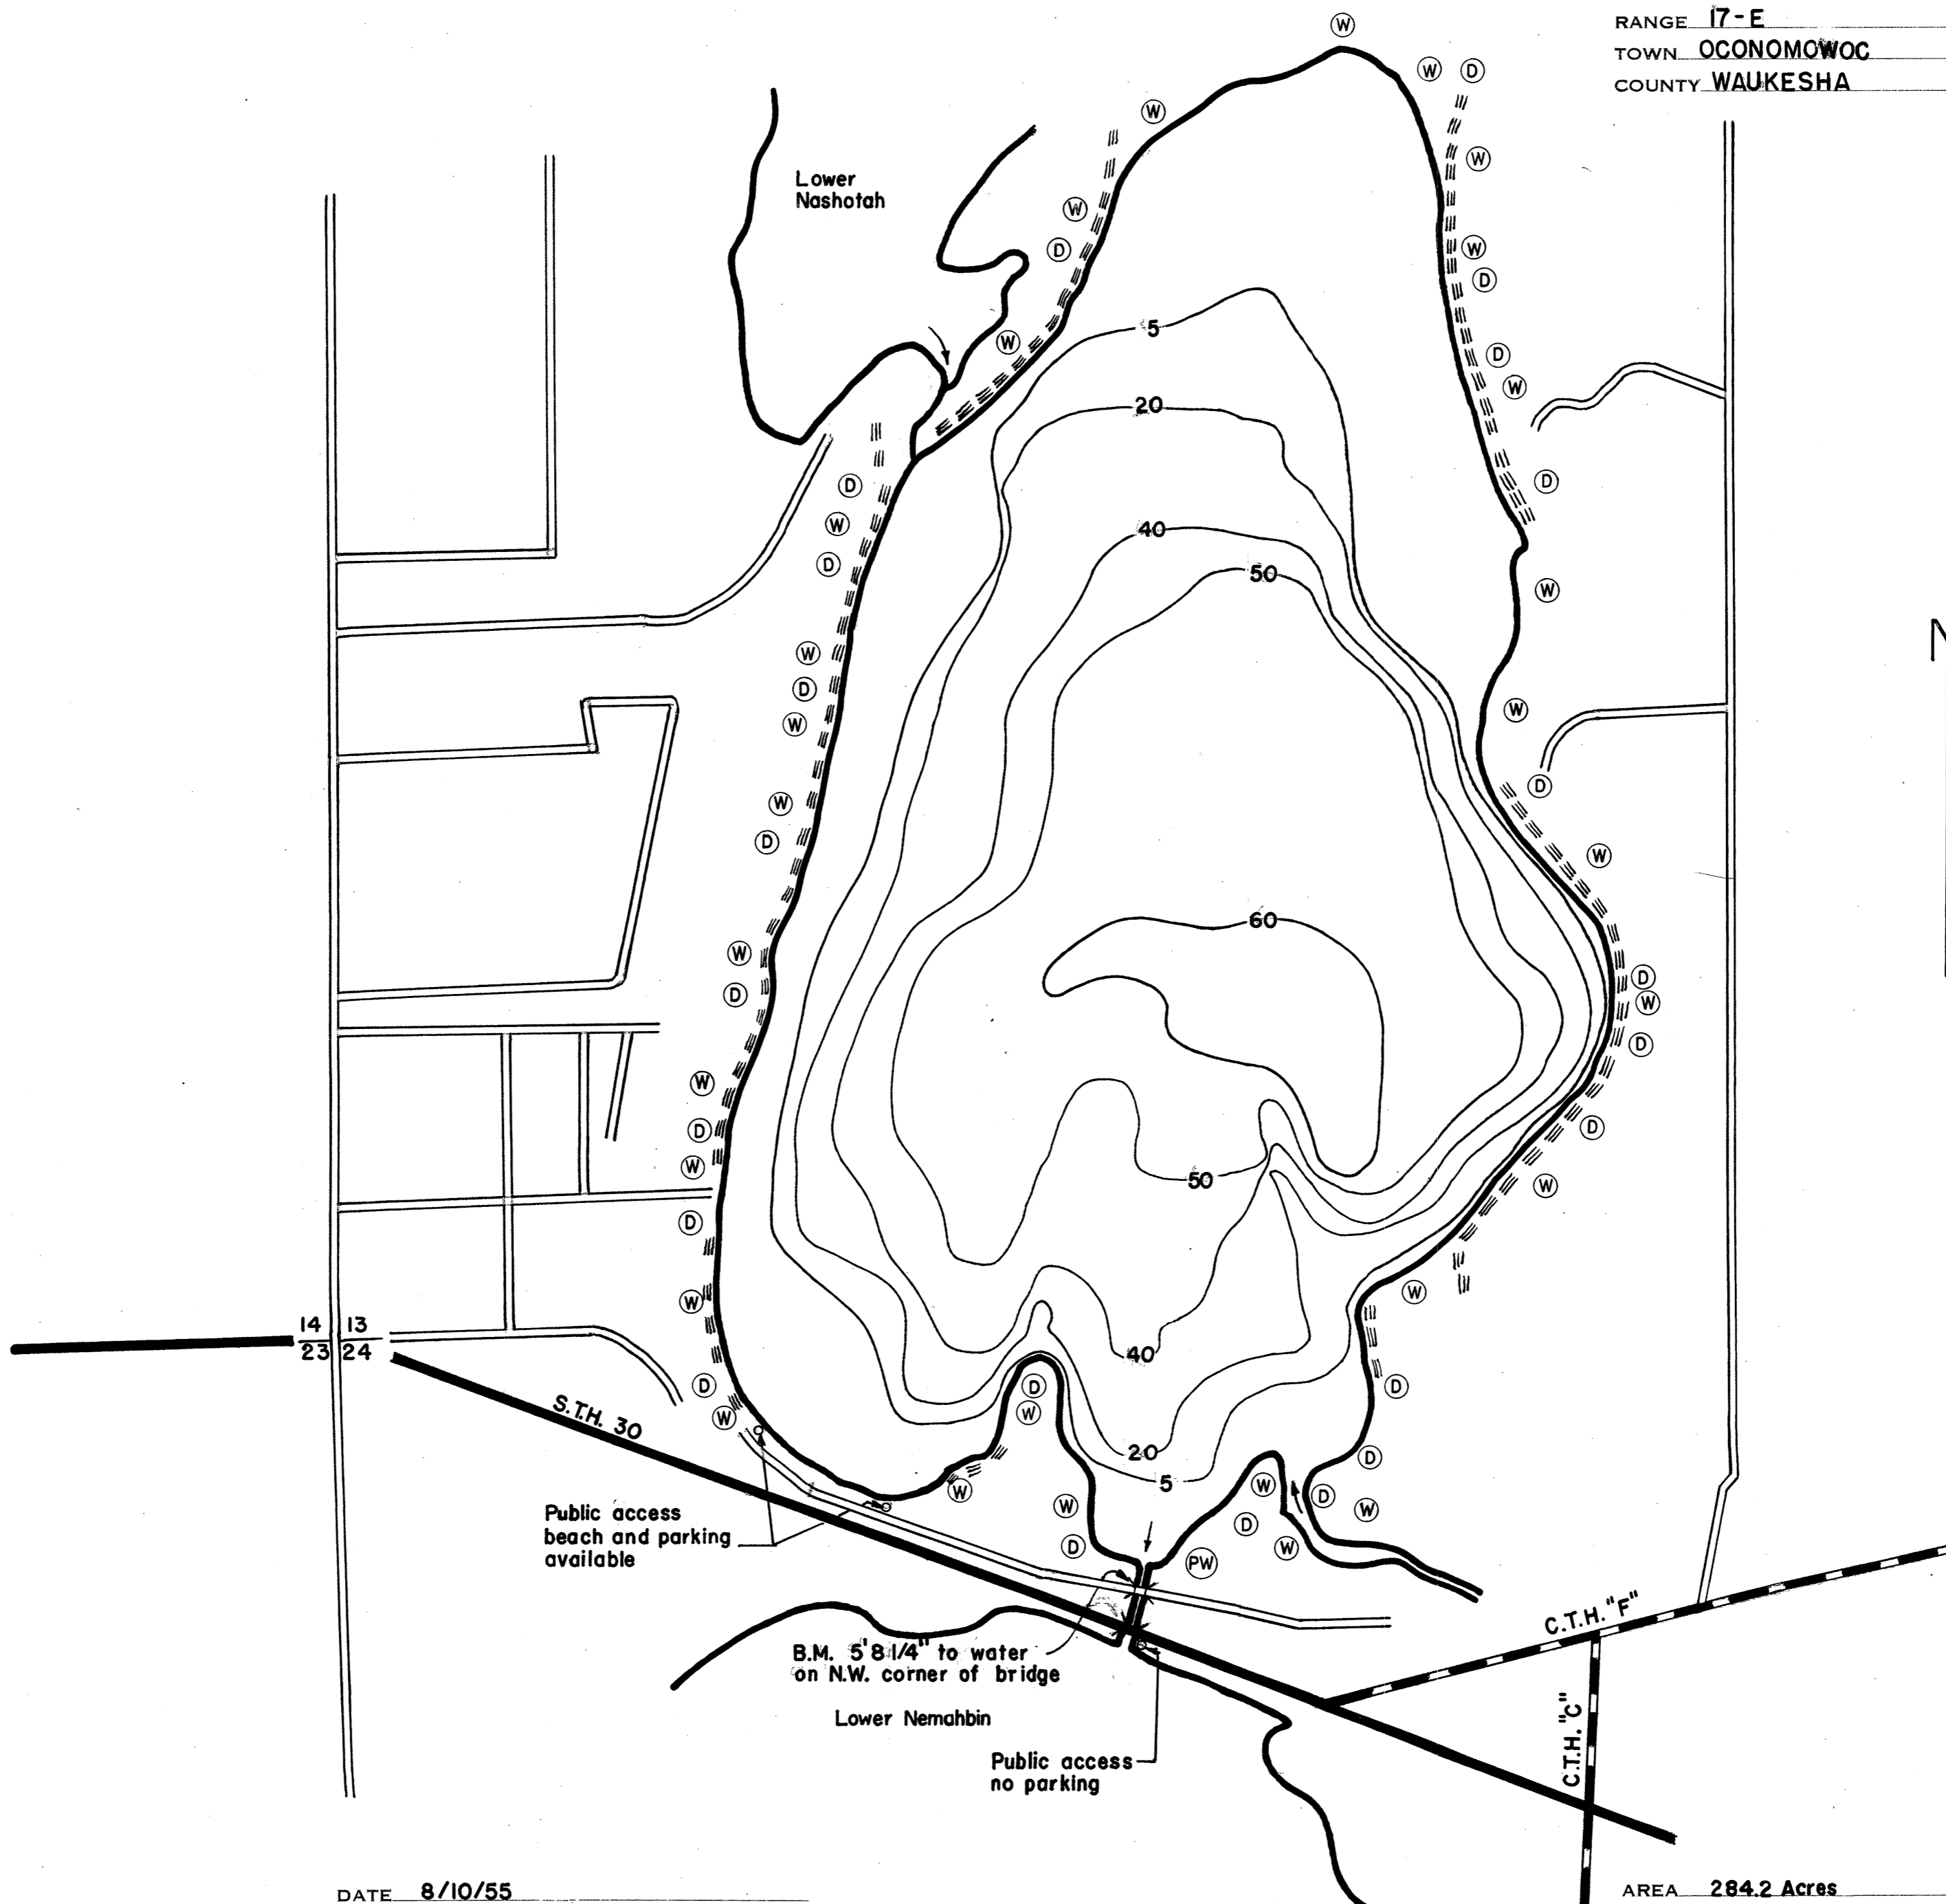 RANGE 17-E
TOWN OCONOMOWOC
COUNTY WAUKESHA
W
W D
W
W
Lower
Nashotah
W
W
D
W
D
5
W
D
W
20
D
D
W
40
D
50
W
W
D
W
W
D
W
D
W
D
W
60
W
D
D
W
D
W
D
D
W
50
W
D
W
W
14 13
23 24
40
D
D
D
S.T.H. 30
W
W
20
D
5
W
W
D
W
W
Public access
beach and parking
available
D
W
D
PW
C.T.H. "F"
B.M. 5' 8 1/4" to water
on N.W. corner of bridge
Lower Nemahbin
C.T.H. "C"
Public access
no parking
DATE 8/10/55
AREA 284.2 Acres